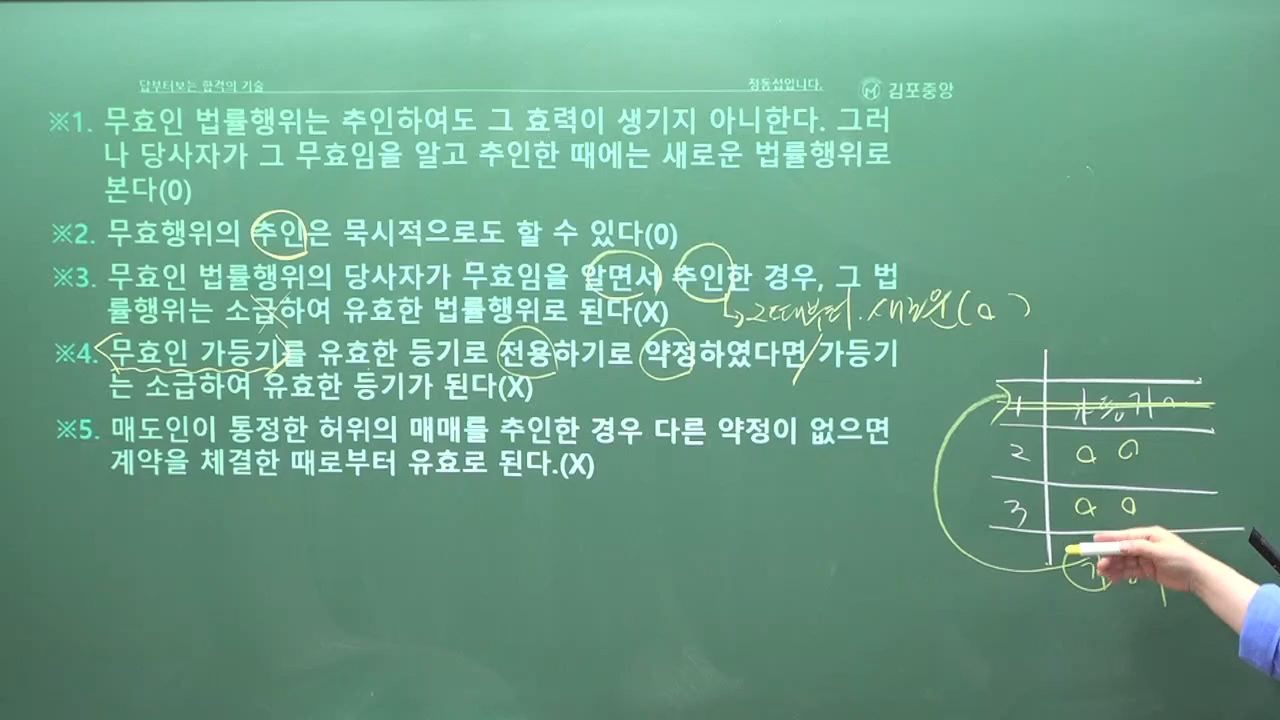 답부터보는 합격의 기술 정동섭입니다. 김포중앙
※1. 무효인 법률행위는 추인하여도 그 효력이 생기지 아니한다. 그러
나 당사자가 그 무효임을 알고 추인한 때에는 새로운 법률행위로
본다(0)
※2. 무효행위의 추인은 묵시적으로도 할 수 있다(0)
※3. 무효인 법률행위의 당사자가 무효임을 알면서 추인한 경우, 그 법
률행위는 소급하여 유효한 법률행위로 된다(X)
그때부터.
※4. 무효인 가등기를 유효한 등기로 전용하기로 약정하였다면 가등기
는 소급하여 유효한 등기가 된다(X)
※5. 매도인이 통정한 허위의 매매를 추인한 경우 다른 약정이 없으면
계약을 체결한 때로부터 유효로 된다.(X)
1 가등기
2
3